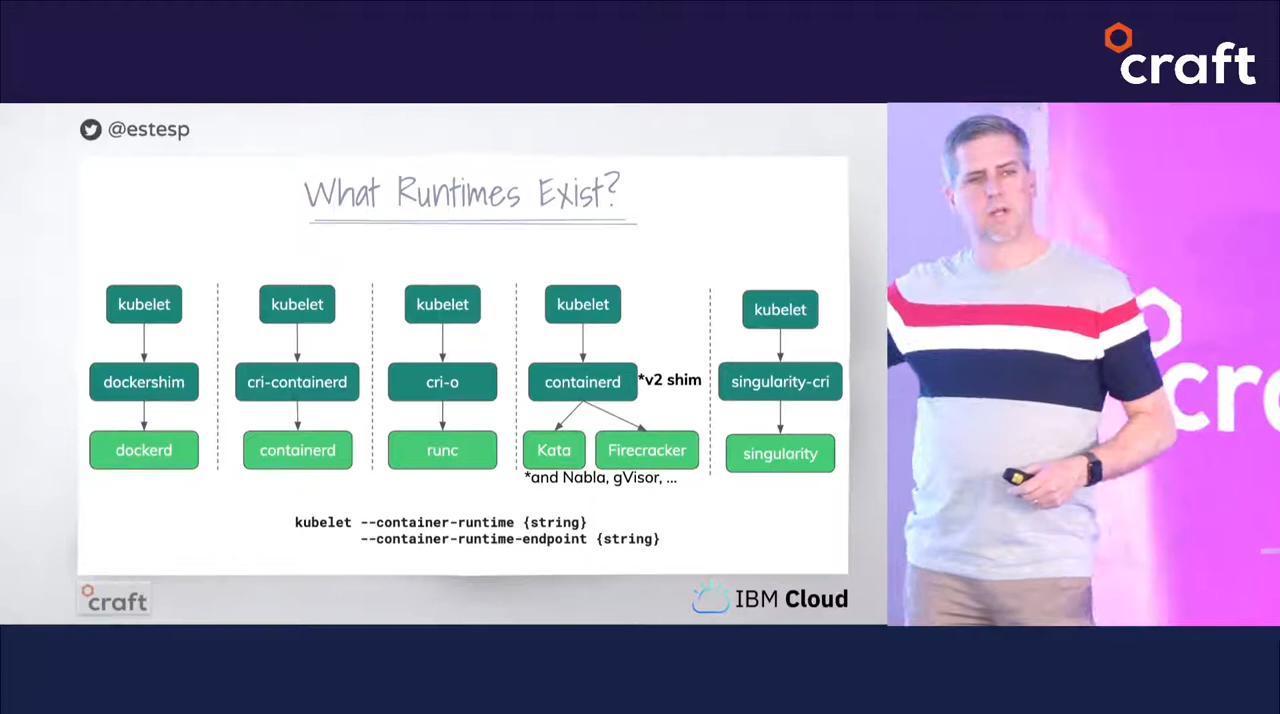 craft
@estesp
What Runtimes Exist?
kubelet kubelet kubelet kubelet kubelet
dockershim cri-containerd cri-o containerd *v2 shim singularity-cri
dockerd containerd runc Kata Firecracker singularity
*and Nabla, gVisor, ...
kubelet --container-runtime {string}
--container-runtime-endpoint {string}
craft
IBM Cloud
cra